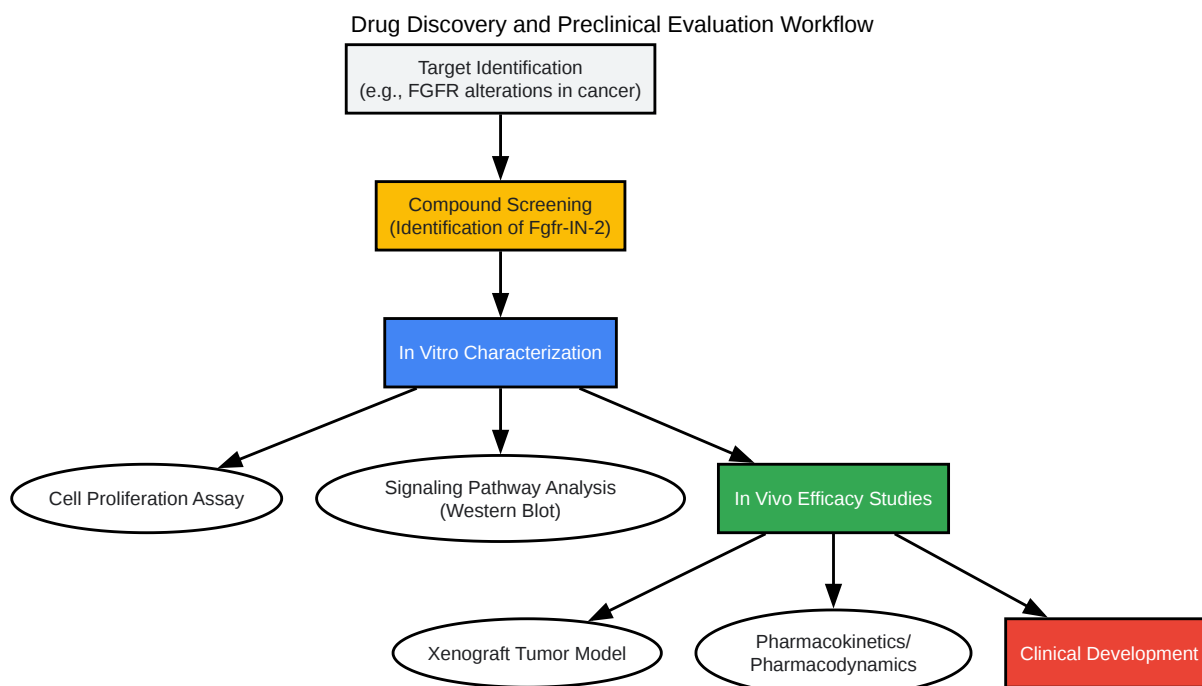 Drug Discovery and Preclinical Evaluation Workflow
Target Identification
(e.g., FGFR alterations in cancer)
Compound Screening
(Identification of Fgfr-IN-2)
In Vitro Characterization
Cell Proliferation Assay
Signaling Pathway Analysis
(Western Blot)
In Vivo Efficacy Studies
Xenograft Tumor Model
Pharmacokinetics/
Pharmacodynamics
Clinical Development